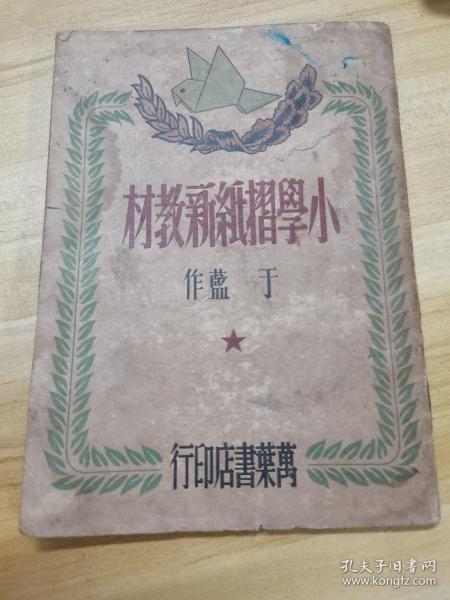 小學摺紙新教材
于藍作
★
萬葉書店印行
孔夫子旧书网
www.kongfz.com